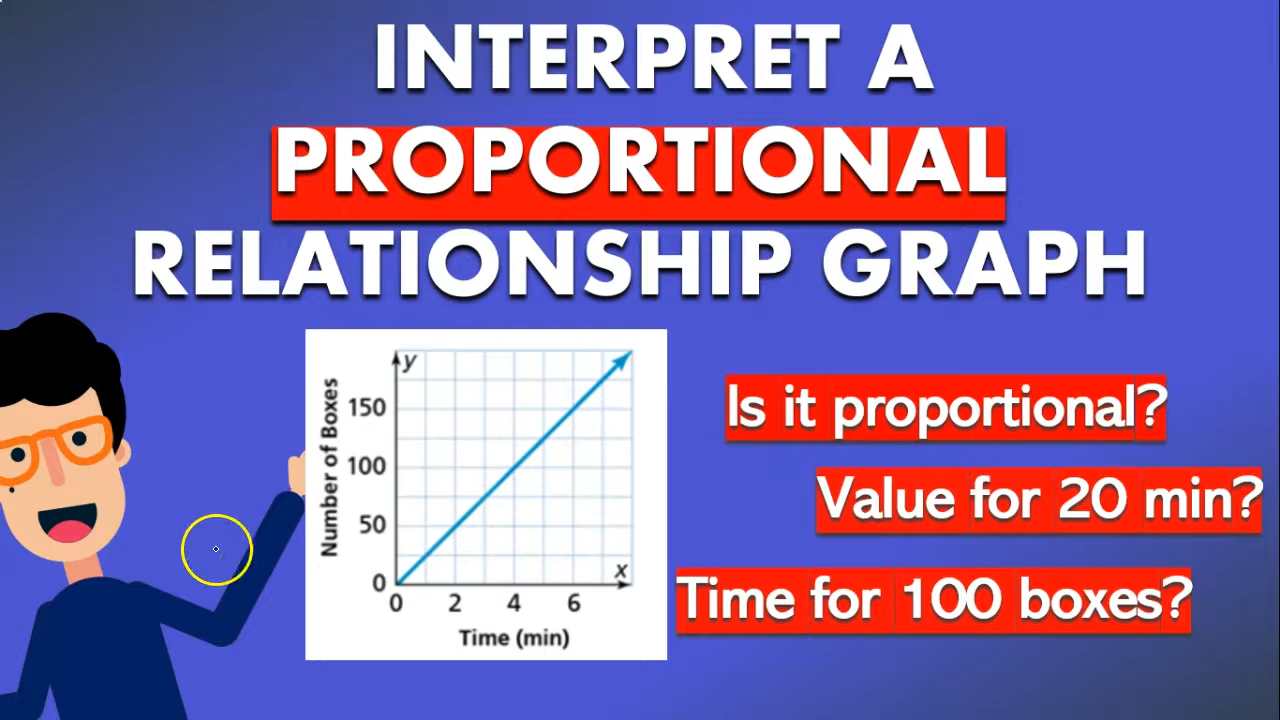 INTERPRET A
PROPORTIONAL
RELATIONSHIP GRAPH
y
Number of Boxes
150
100
50
0
x
0 2 4 6
Time (min)
Is it proportional?
Value for 20 min?
Time for 100 boxes?